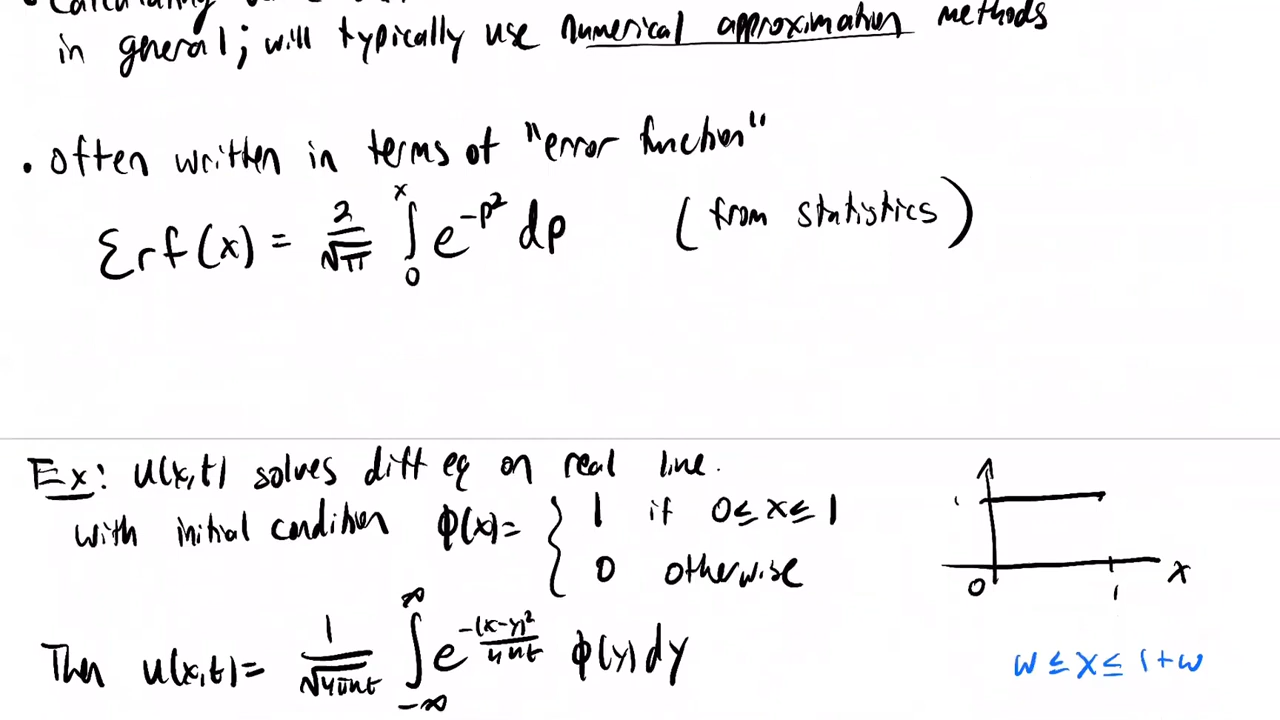 in general; will typically use numerical approximation methods
• often written in terms of "error function"
Erf(x) = 2/√π ∫₀ˣ e^(-p²) dp (from statistics)
Ex: u(x,t) solves diff eq on real line.
with initial condition φ(x) = { 1 if 0 ≤ x ≤ 1
0 otherwise
1
0 1 x
Then u(x,t) = 1/√(4πkt) ∫_{-∞}^{∞} e^(-(x-y)²/4kt) φ(y) dy
w ≤ x ≤ 1+w